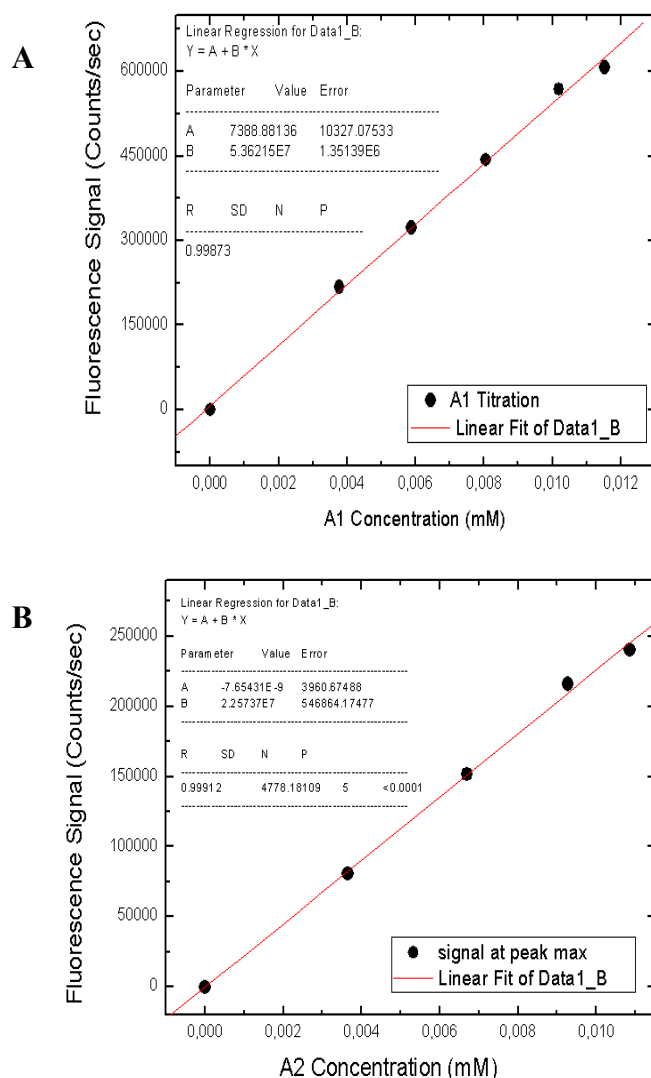 A
Linear Regression for Data1_B:
Y = A + B * X
Parameter Value Error
A 7388.88136 10327.07533
B 5.36215E7 1.35139E6
R SD N P
0.99873
Fluorescence Signal (Counts/sec)
600000
450000
300000
150000
0
A1 Titration
Linear Fit of Data1_B
0,000 0,002 0,004 0,006 0,008 0,010 0,012
A1 Concentration (mM)
B
Linear Regression for Data1_B:
Y = A + B * X
Parameter Value Error
A -7.65431E-9 3960.67488
B 2.25737E7 546864.17477
R SD N P
0.99912 4778.18109 5 <0.0001
Fluorescence Signal (Counts/sec)
250000
200000
150000
100000
50000
0
signal at peak max
Linear Fit of Data1_B
0,000 0,002 0,004 0,006 0,008 0,010
A2 Concentration (mM)